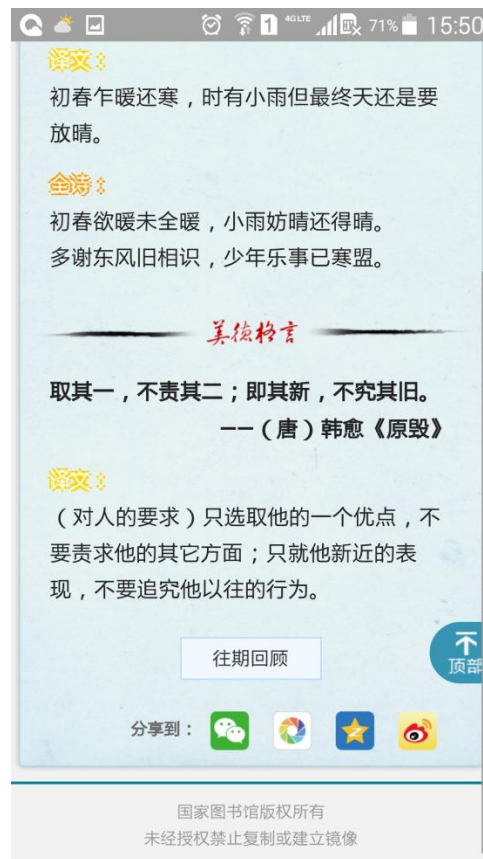 1 4G LTE 71% 15:50
译文：
初春乍暖还寒，时有小雨但最终天还是要
放晴。
全诗：
初春欲暖未全暖，小雨妨晴还得晴。
多谢东风旧相识，少年乐事已寒盟。
美德格言
取其一，不责其二；即其新，不究其旧。
——（唐）韩愈《原毁》
译文：
（对人的要求）只选取他的一个优点，不
要责求他的其它方面；只就他新近的表
现，不要追究他以往的行为。
往期回顾
顶部
分享到：
国家图书馆版权所有
未经授权禁止复制或建立镜像